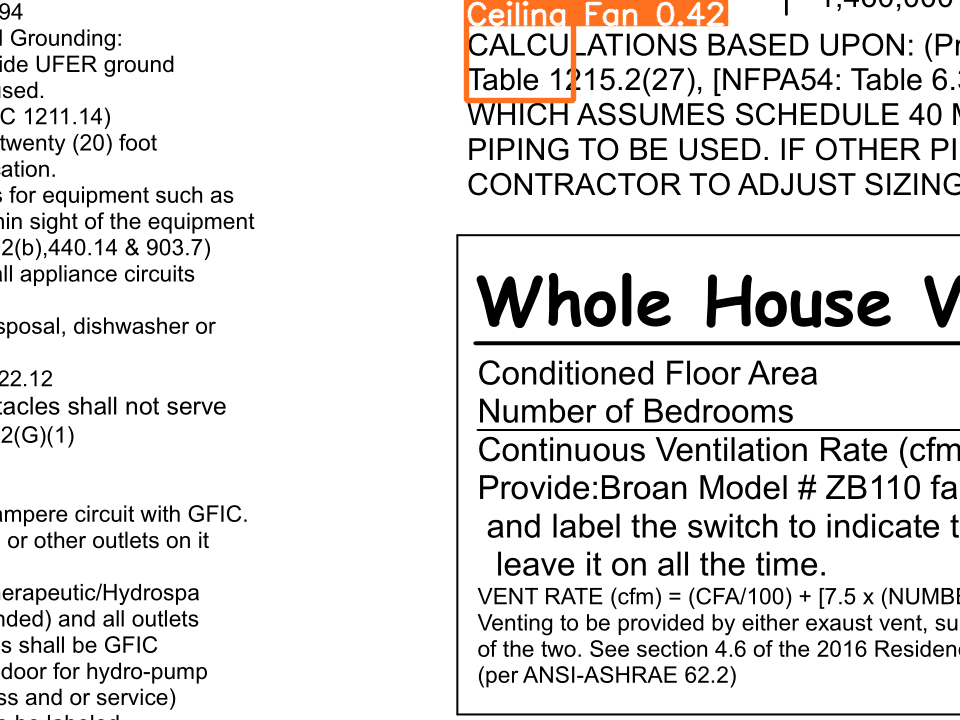 94
Grounding:
ide UFER ground
used.
C 1211.14)
twenty (20) foot
ation.
s for equipment such as
hin sight of the equipment
2(b),440.14 & 903.7)
all appliance circuits
sposal, dishwasher or
22.12
tacles shall not serve
2(G)(1)
ampere circuit with GFIC.
or other outlets on it
herapeutic/Hydrospa
nded) and all outlets
s shall be GFIC
door for hydro-pump
ss and or service)
Ceiling Fan 0.42
CALCULATIONS BASED UPON: (Pr
Table 1215.2(27), [NFPA54: Table 6.3
WHICH ASSUMES SCHEDULE 40 M
PIPING TO BE USED. IF OTHER PI
CONTRACTOR TO ADJUST SIZING
Whole House V
Conditioned Floor Area
Number of Bedrooms
Continuous Ventilation Rate (cfm
Provide:Broan Model # ZB110 fa
and label the switch to indicate t
leave it on all the time.
VENT RATE (cfm) = (CFA/100) + [7.5 x (NUMBE
Venting to be provided by either exhaust vent, su
of the two. See section 4.6 of the 2016 Residen
(per ANSI-ASHRAE 62.2)